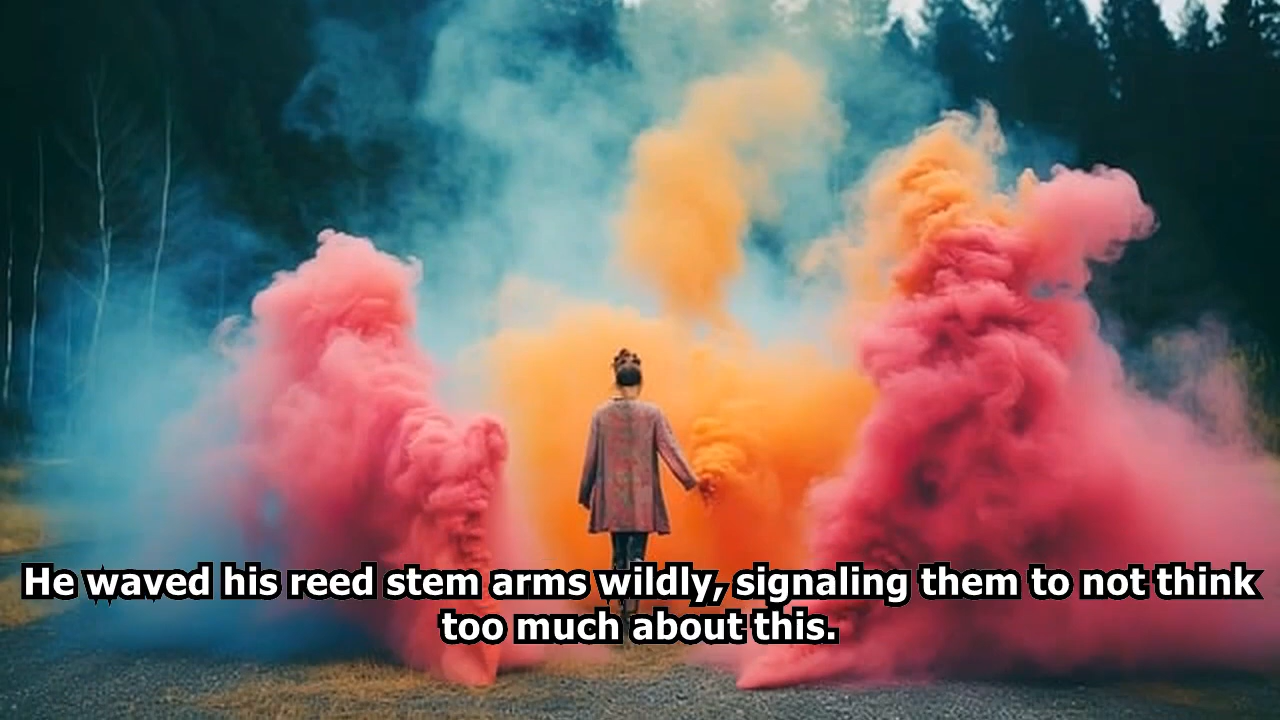 He waved his reed stem arms wildly, signaling them to not think
too much about this.